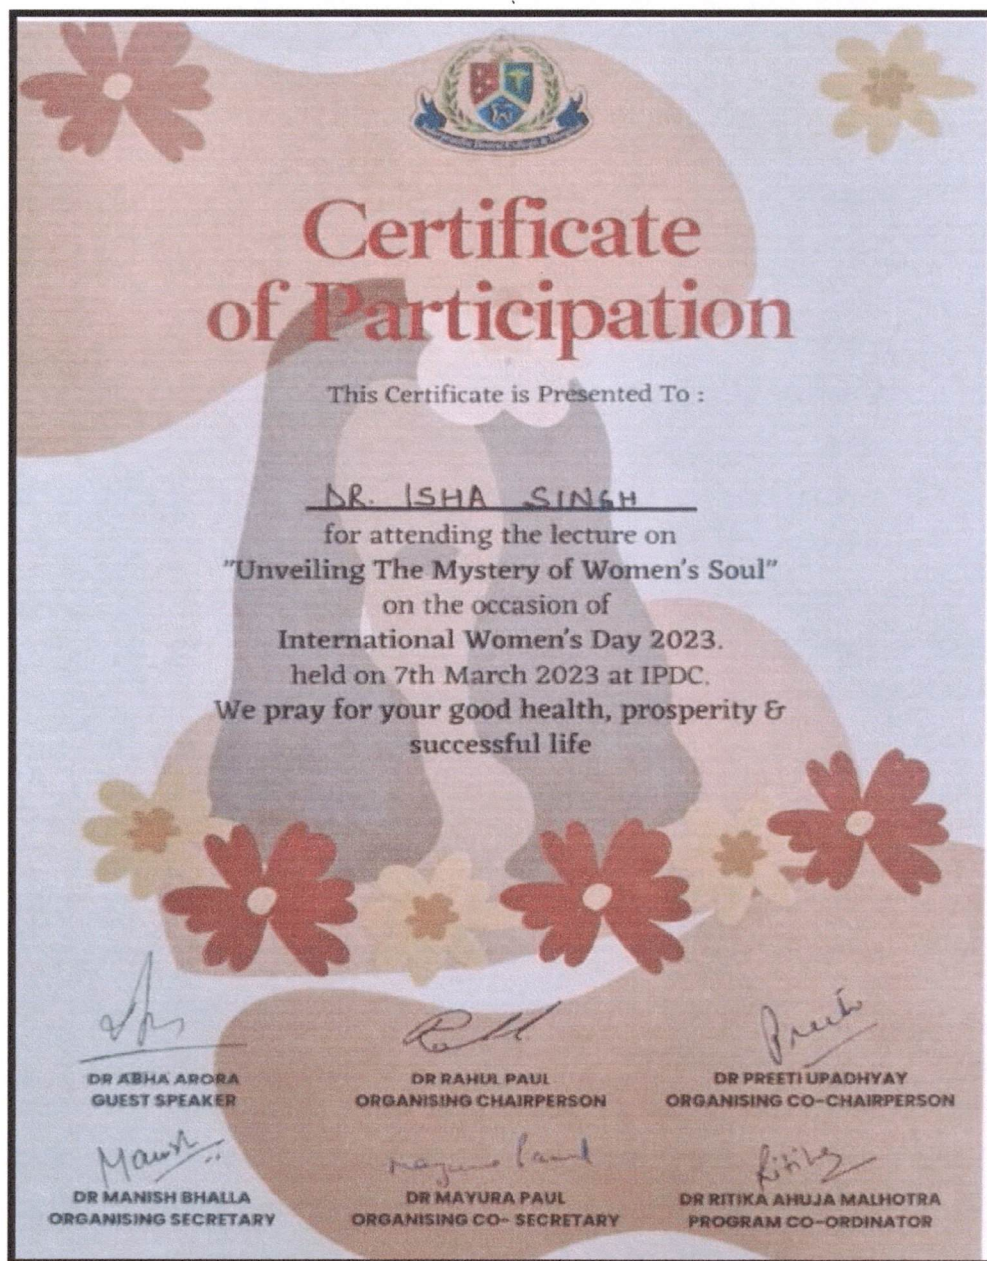 Certificate
of Participation
This Certificate is Presented To :
DR. ISHA SINGH
for attending the lecture on
"Unveiling The Mystery of Women's Soul"
on the occasion of
International Women's Day 2023.
held on 7th March 2023 at IPDC.
We pray for your good health, prosperity &
successful life
Preeti
DR ABHA ARORA
GUEST SPEAKER
DR RAHUL PAUL
ORGANISING CHAIRPERSON
DR PREETI UPADHYAY
ORGANISING CO-CHAIRPERSON
Manish
Ritika
DR MANISH BHALLA
ORGANISING SECRETARY
DR MAYURA PAUL
ORGANISING CO- SECRETARY
DR RITIKA AHUJA MALHOTRA
PROGRAM CO-ORDINATOR